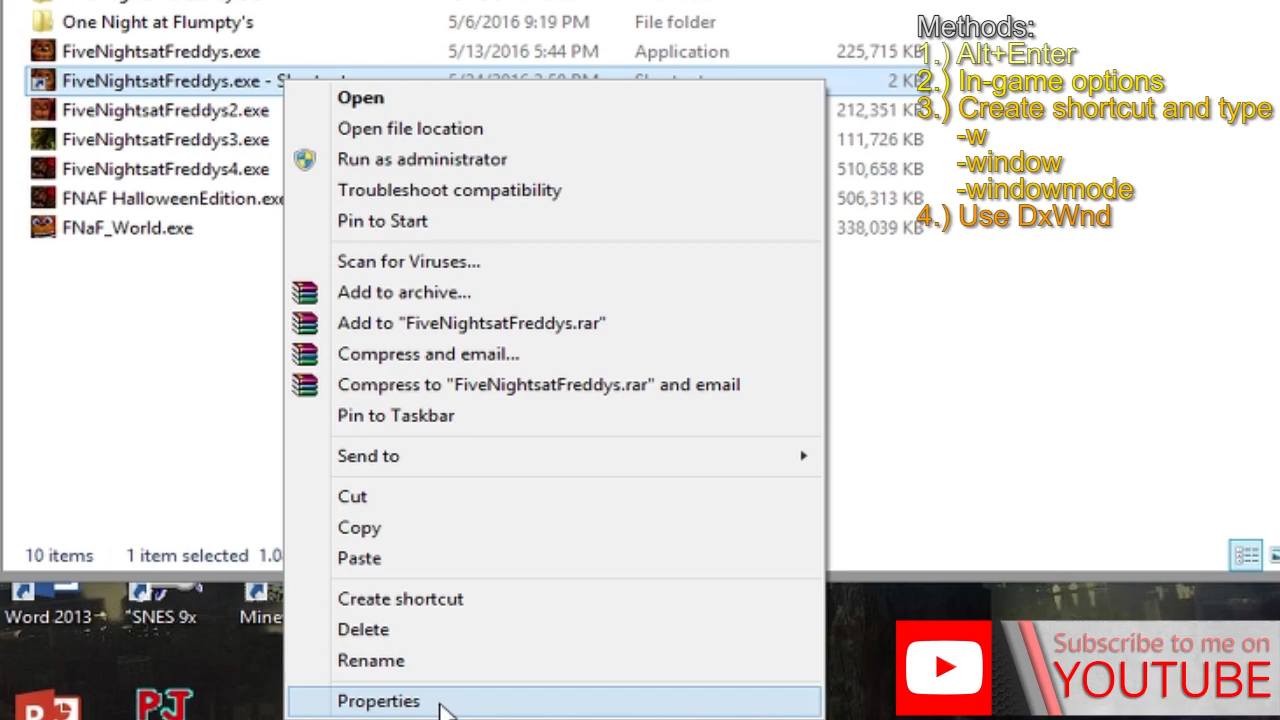 One Night at Flumpty's 5/6/2016 9:19 PM File folder
FiveNightsatFreddys.exe 5/13/2016 5:44 PM Application 225,715 KB
FiveNightsatFreddys.exe - 2 KB
FiveNightsatFreddys2.exe 212,351 KB
FiveNightsatFreddys3.exe 111,726 KB
FiveNightsatFreddys4.exe 510,658 KB
FNAF HalloweenEdition.exe 506,313 KB
FNaF_World.exe 338,039 KB
Open
Open file location
Run as administrator
Troubleshoot compatibility
Pin to Start
Scan for Viruses...
Add to archive...
Add to "FiveNightsatFreddys.rar"
Compress and email...
Compress to "FiveNightsatFreddys.rar" and email
Pin to Taskbar
Send to
Cut
Copy
Paste
Create shortcut
Delete
Rename
Properties
Methods:
1.) Alt+Enter
2.) In-game options
3.) Create shortcut and type
-w
-window
-windowmode
4.) Use DxWnd
10 items 1 item selected 1.0
Word 2013 "SNES 9x Mine
Subscribe to me on
YOUTUBE